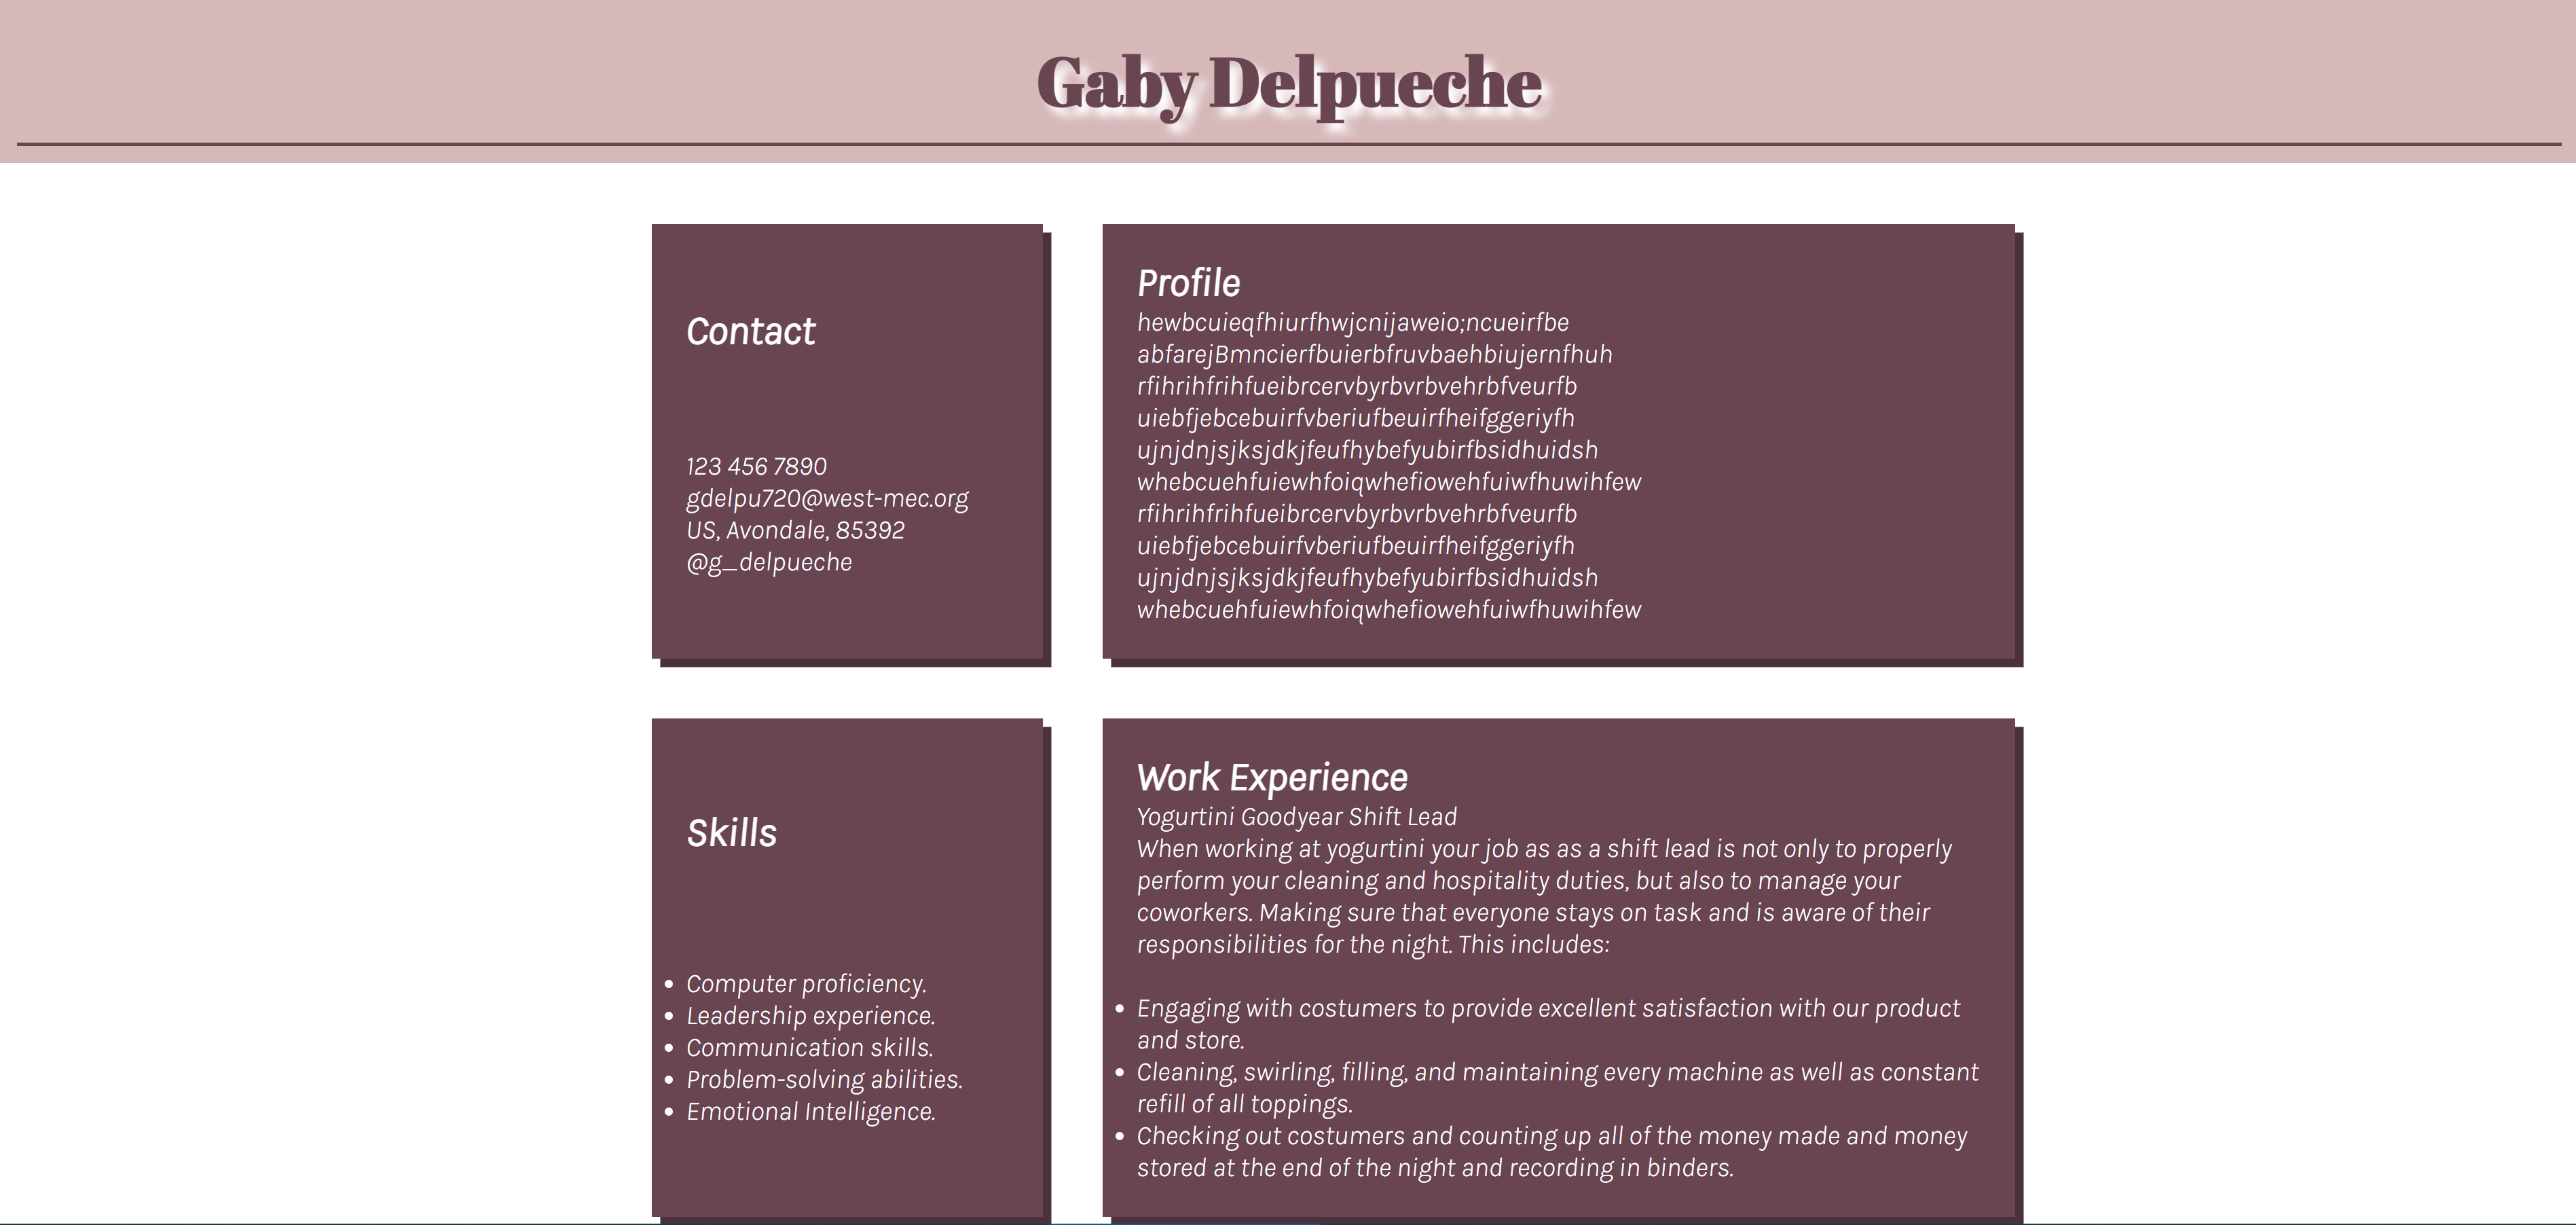 Gaby Delpueche
Contact
123 456 7890
gdelpu720@west-mec.org
US, Avondale, 85392
@g_delpueche
Profile
hewbcuieqfhiurfhwjcnijaweio;ncueirfbe
abfarejBmncierfbuierbfruvbaehbiujernfhuh
rfihrihfrihfueibrcervbyrbvrbvehrbfveurfb
uiebfjebcebuirfvberiufbeuirfheifggeriyfh
ujnjdnjsjksjdkjfeufhybefyubirfbsidhuidsh
whebcuehfuiewhfoiqwhefiowehfuiwfhuwihfew
rfihrihfrihfueibrcervbyrbvrbvehrbfveurfb
uiebfjebcebuirfvberiufbeuirfheifggeriyfh
ujnjdnjsjksjdkjfeufhybefyubirfbsidhuidsh
whebcuehfuiewhfoiqwhefiowehfuiwfhuwihfew
Skills
• Computer proficiency.
• Leadership experience.
• Communication skills.
• Problem-solving abilities.
• Emotional Intelligence.
Work Experience
Yogurtini Goodyear Shift Lead
When working at yogurtini your job as as a shift lead is not only to properly
perform your cleaning and hospitality duties, but also to manage your
coworkers. Making sure that everyone stays on task and is aware of their
responsibilities for the night. This includes:
• Engaging with costumers to provide excellent satisfaction with our product
and store.
• Cleaning, swirling, filling, and maintaining every machine as well as constant
refill of all toppings.
• Checking out costumers and counting up all of the money made and money
stored at the end of the night and recording in binders.